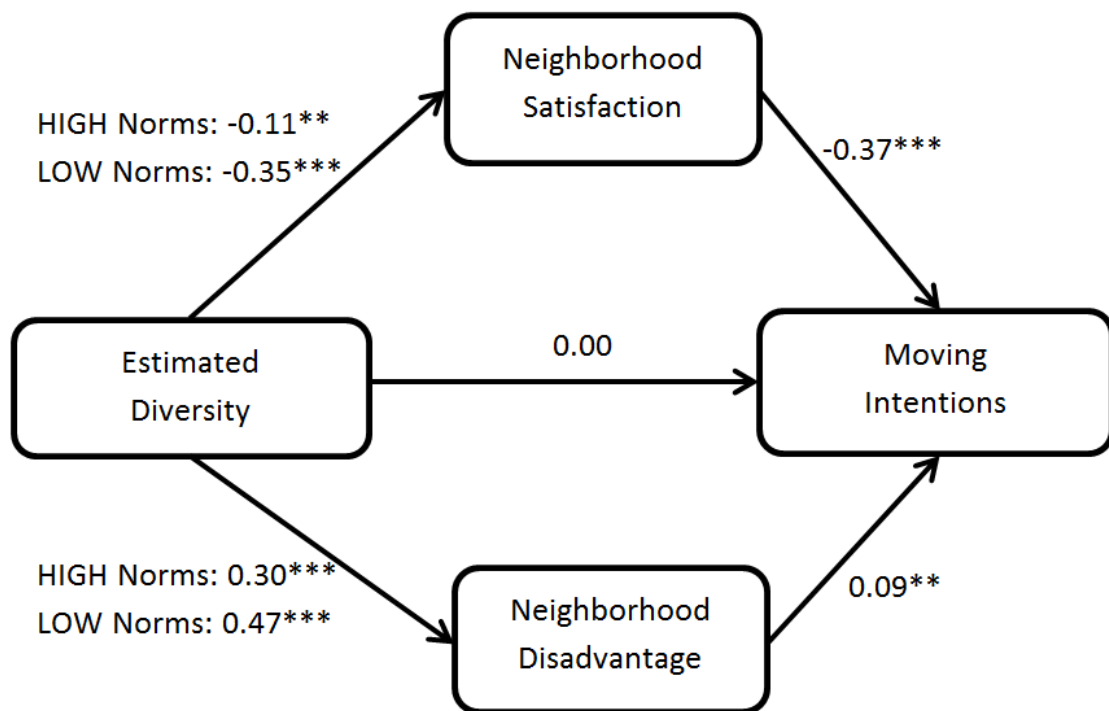 Neighborhood
Satisfaction
HIGH Norms: -0.11**
LOW Norms: -0.35***
-0.37***
Estimated
Diversity
0.00
Moving
Intentions
HIGH Norms: 0.30***
LOW Norms: 0.47***
Neighborhood
Disadvantage
0.09**